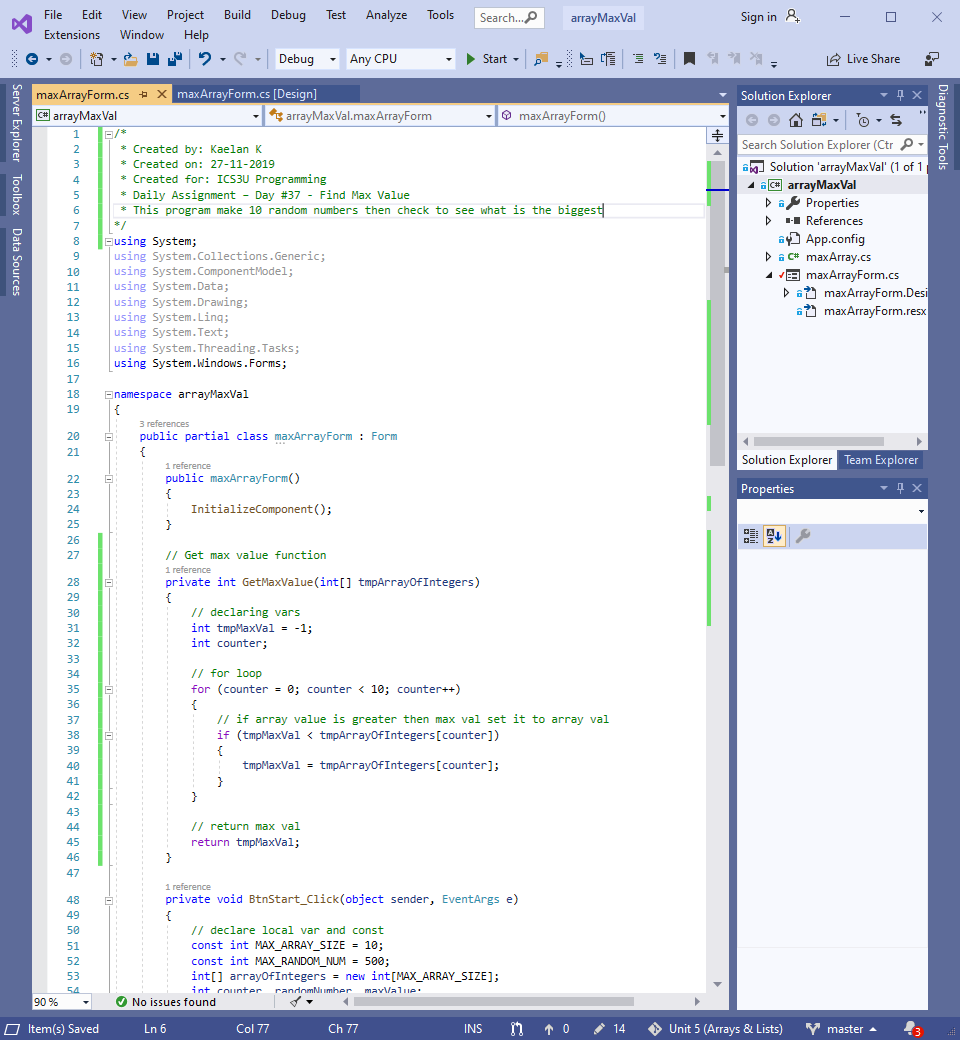 File Edit View Project Build Debug Test Analyze Tools Search... arrayMaxVal Sign in
Extensions Window Help
Debug Any CPU Start Live Share
Server Explorer
Toolbox
Data Sources
maxArrayForm.cs maxArrayForm.cs [Design]
arrayMaxVal arrayMaxVal.maxArrayForm maxArrayForm()
1 /*
2 * Created by: Kaelan K
3 * Created on: 27-11-2019
4 * Created for: ICS3U Programming
5 * Daily Assignment – Day #37 - Find Max Value
6 * This program make 10 random numbers then check to see what is the biggest
7 */
8 using System;
9 using System.Collections.Generic;
10 using System.ComponentModel;
11 using System.Data;
12 using System.Drawing;
13 using System.Linq;
14 using System.Text;
15 using System.Threading.Tasks;
16 using System.Windows.Forms;
17
18 namespace arrayMaxVal
19 {
3 references
20 public partial class maxArrayForm : Form
21 {
1 reference
22 public maxArrayForm()
23 {
24 InitializeComponent();
25 }
26
27 // Get max value function
1 reference
28 private int GetMaxValue(int[] tmpArrayOfIntegers)
29 {
30 // declaring vars
31 int tmpMaxVal = -1;
32 int counter;
33
34 // for loop
35 for (counter = 0; counter < 10; counter++)
36 {
37 // if array value is greater then max val set it to array val
38 if (tmpMaxVal < tmpArrayOfIntegers[counter])
39 {
40 tmpMaxVal = tmpArrayOfIntegers[counter];
41 }
42 }
43
44 // return max val
45 return tmpMaxVal;
46 }
47
1 reference
48 private void BtnStart_Click(object sender, EventArgs e)
49 {
50 // declare local var and const
51 const int MAX_ARRAY_SIZE = 10;
52 const int MAX_RANDOM_NUM = 500;
53 int[] arrayOfIntegers = new int[MAX_ARRAY_SIZE];
54 int counter, randomNumber, maxValue;
90 % No issues found
Solution Explorer
Search Solution Explorer (Ctr
Solution 'arrayMaxVal' (1 of 1
C# arrayMaxVal
Properties
References
App.config
C# maxArray.cs
maxArrayForm.cs
maxArrayForm.Desi
maxArrayForm.resx
Solution Explorer Team Explorer
Properties
Diagnostic Tools
Item(s) Saved Ln 6 Col 77 Ch 77 INS 0 14 Unit 5 (Arrays & Lists) master 3